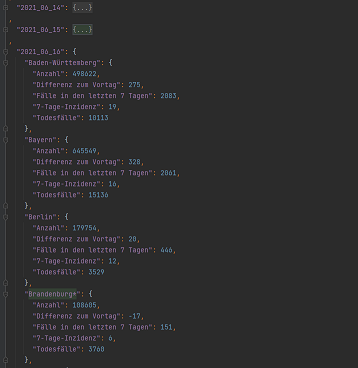 "2021_06_14": {...}
,
"2021_06_15": {...}
,
"2021_06_16": {
"Baden-Württemberg": {
"Anzahl": 498622,
"Differenz zum Vortag": 275,
"Fälle in den letzten 7 Tagen": 2083,
"7-Tage-Inzidenz": 19,
"Todesfälle": 10113
},
"Bayern": {
"Anzahl": 645549,
"Differenz zum Vortag": 328,
"Fälle in den letzten 7 Tagen": 2061,
"7-Tage-Inzidenz": 16,
"Todesfälle": 15136
},
"Berlin": {
"Anzahl": 179754,
"Differenz zum Vortag": 20,
"Fälle in den letzten 7 Tagen": 446,
"7-Tage-Inzidenz": 12,
"Todesfälle": 3529
},
"Brandenburg*": {
"Anzahl": 108605,
"Differenz zum Vortag": -17,
"Fälle in den letzten 7 Tagen": 151,
"7-Tage-Inzidenz": 6,
"Todesfälle": 3760
},